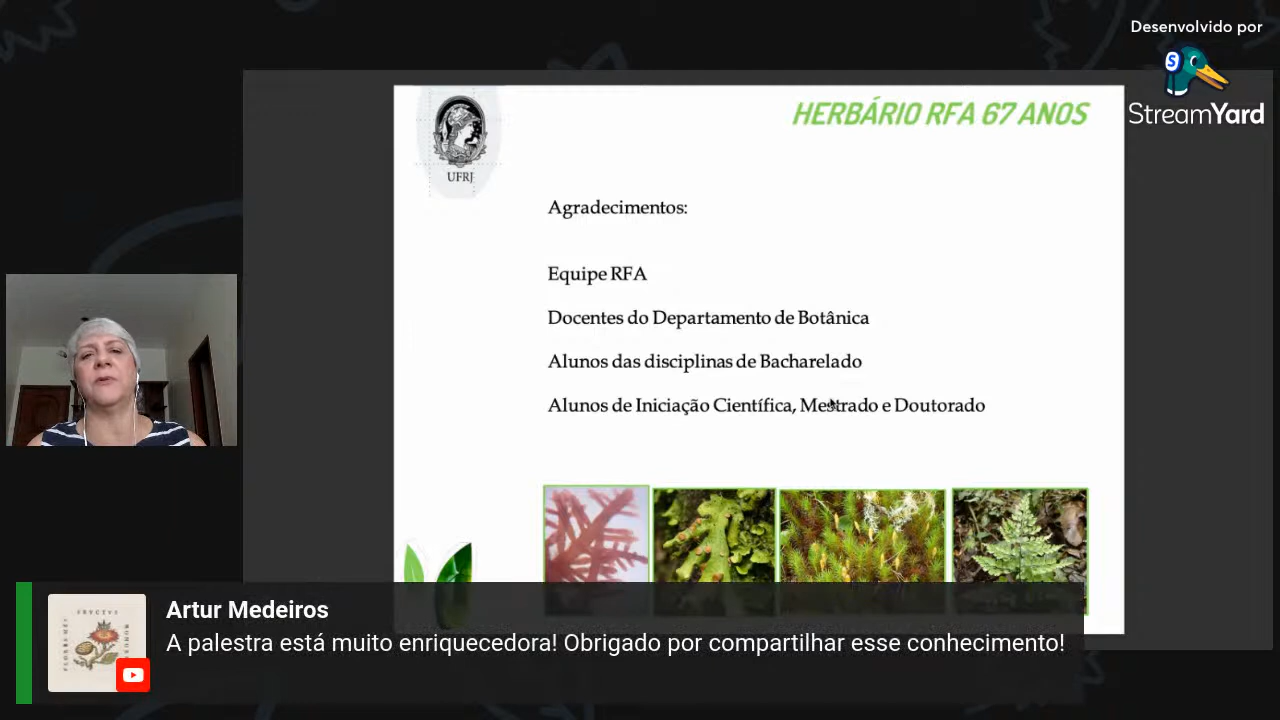 Desenvolvido por
StreamYard
HERBÁRIO RFA 67 ANOS
UFRJ
Agradecimentos:
Equipe RFA
Docentes do Departamento de Botânica
Alunos das disciplinas de Bacharelado
Alunos de Iniciação Científica, Mestrado e Doutorado
Artur Medeiros
A palestra está muito enriquecedora! Obrigado por compartilhar esse conhecimento!